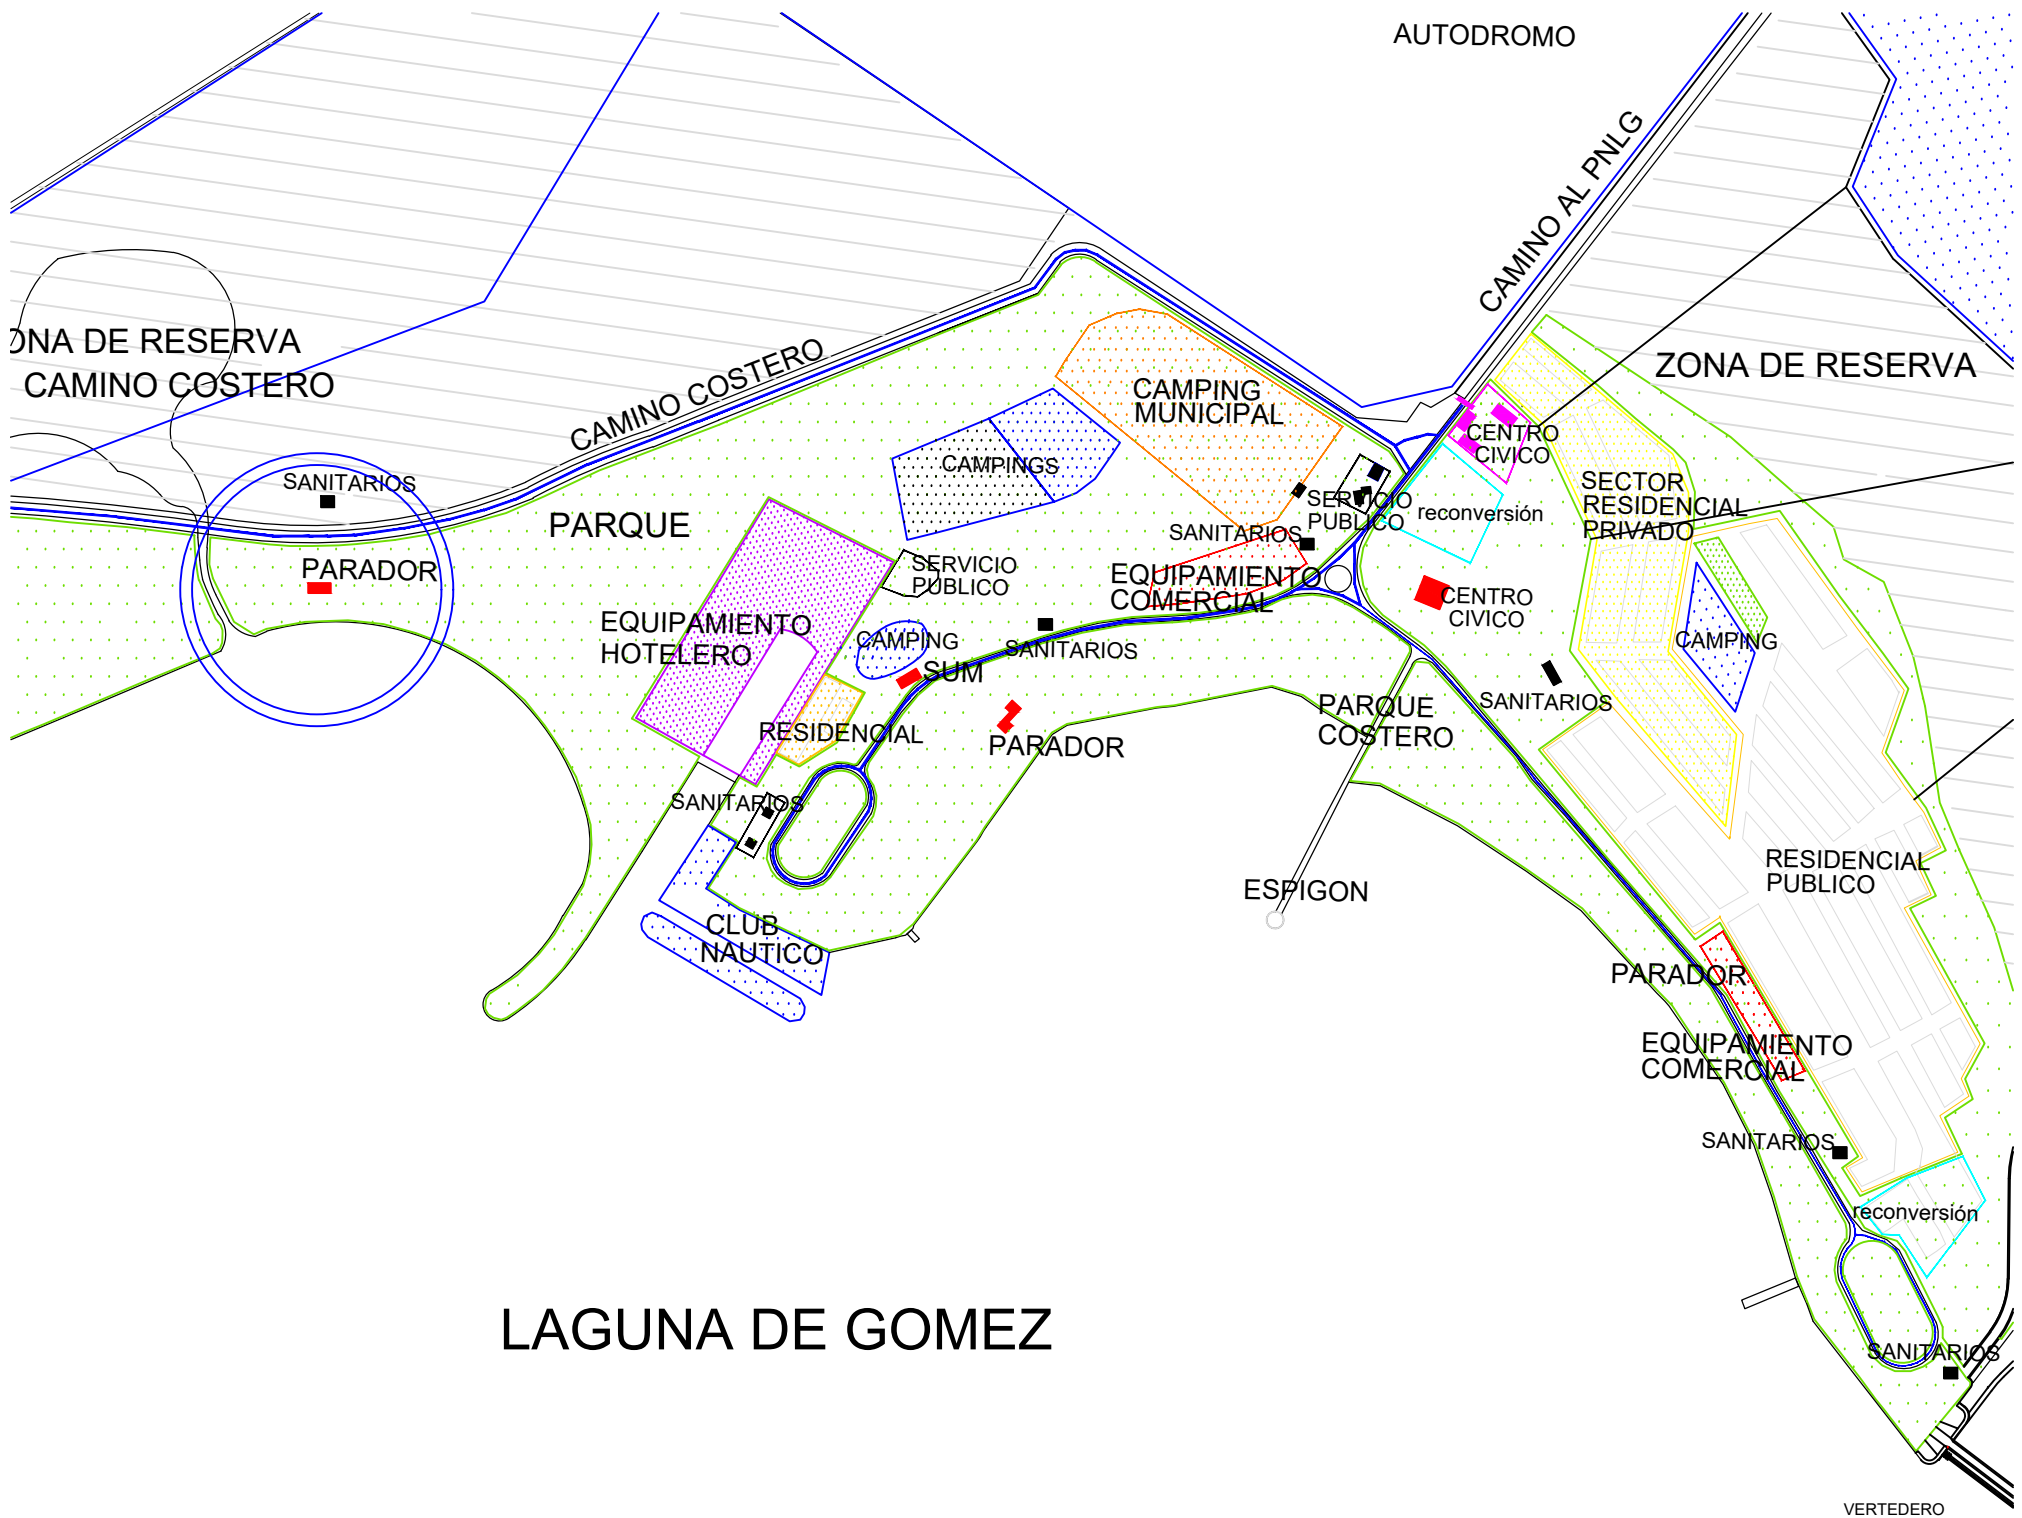 AUTODROMO
CAMINO AL PNLG
ONA DE RESERVA
CAMINO COSTERO
CAMINO COSTERO
ZONA DE RESERVA
CAMPING
MUNICIPAL
CENTRO
CIVICO
CAMPINGS
SANITARIOS
SECTOR
RESIDENCIAL
PRIVADO
SERVICIO
PUBLICO
reconversión
PARQUE
SANITARIOS
PARADOR
SERVICIO
PUBLICO
EQUIPAMIENTO
COMERCIAL
CENTRO
CIVICO
EQUIPAMIENTO
HOTELERO
CAMPING
SANITARIOS
CAMPING
SUM
SANITARIOS
PARQUE
COSTERO
RESIDENCIAL
PARADOR
SANITARIOS
RESIDENCIAL
PUBLICO
ESPIGON
CLUB
NAUTICO
PARADOR
EQUIPAMIENTO
COMERCIAL
SANITARIOS
reconversión
LAGUNA DE GOMEZ
SANITARIOS
VERTEDERO